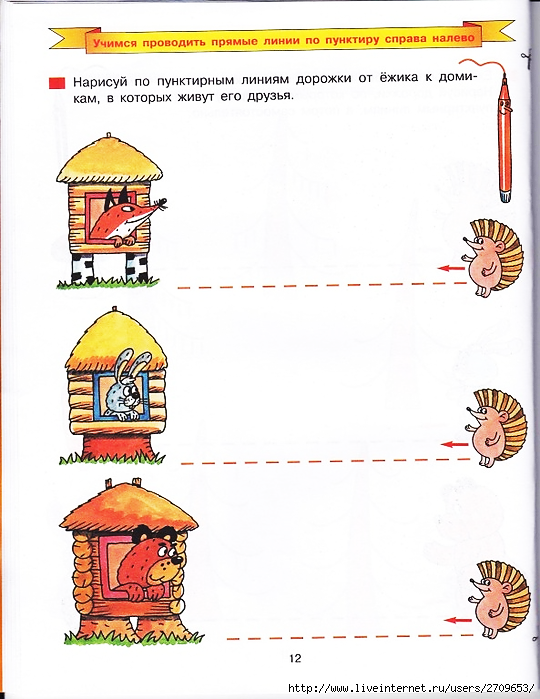 Учимся проводить прямые линии по пунктиру справа налево
Нарисуй по пунктирным линиям дорожки от ёжика к доми-
кам, в которых живут его друзья.
12
http://www.liveinternet.ru/users/2709653/